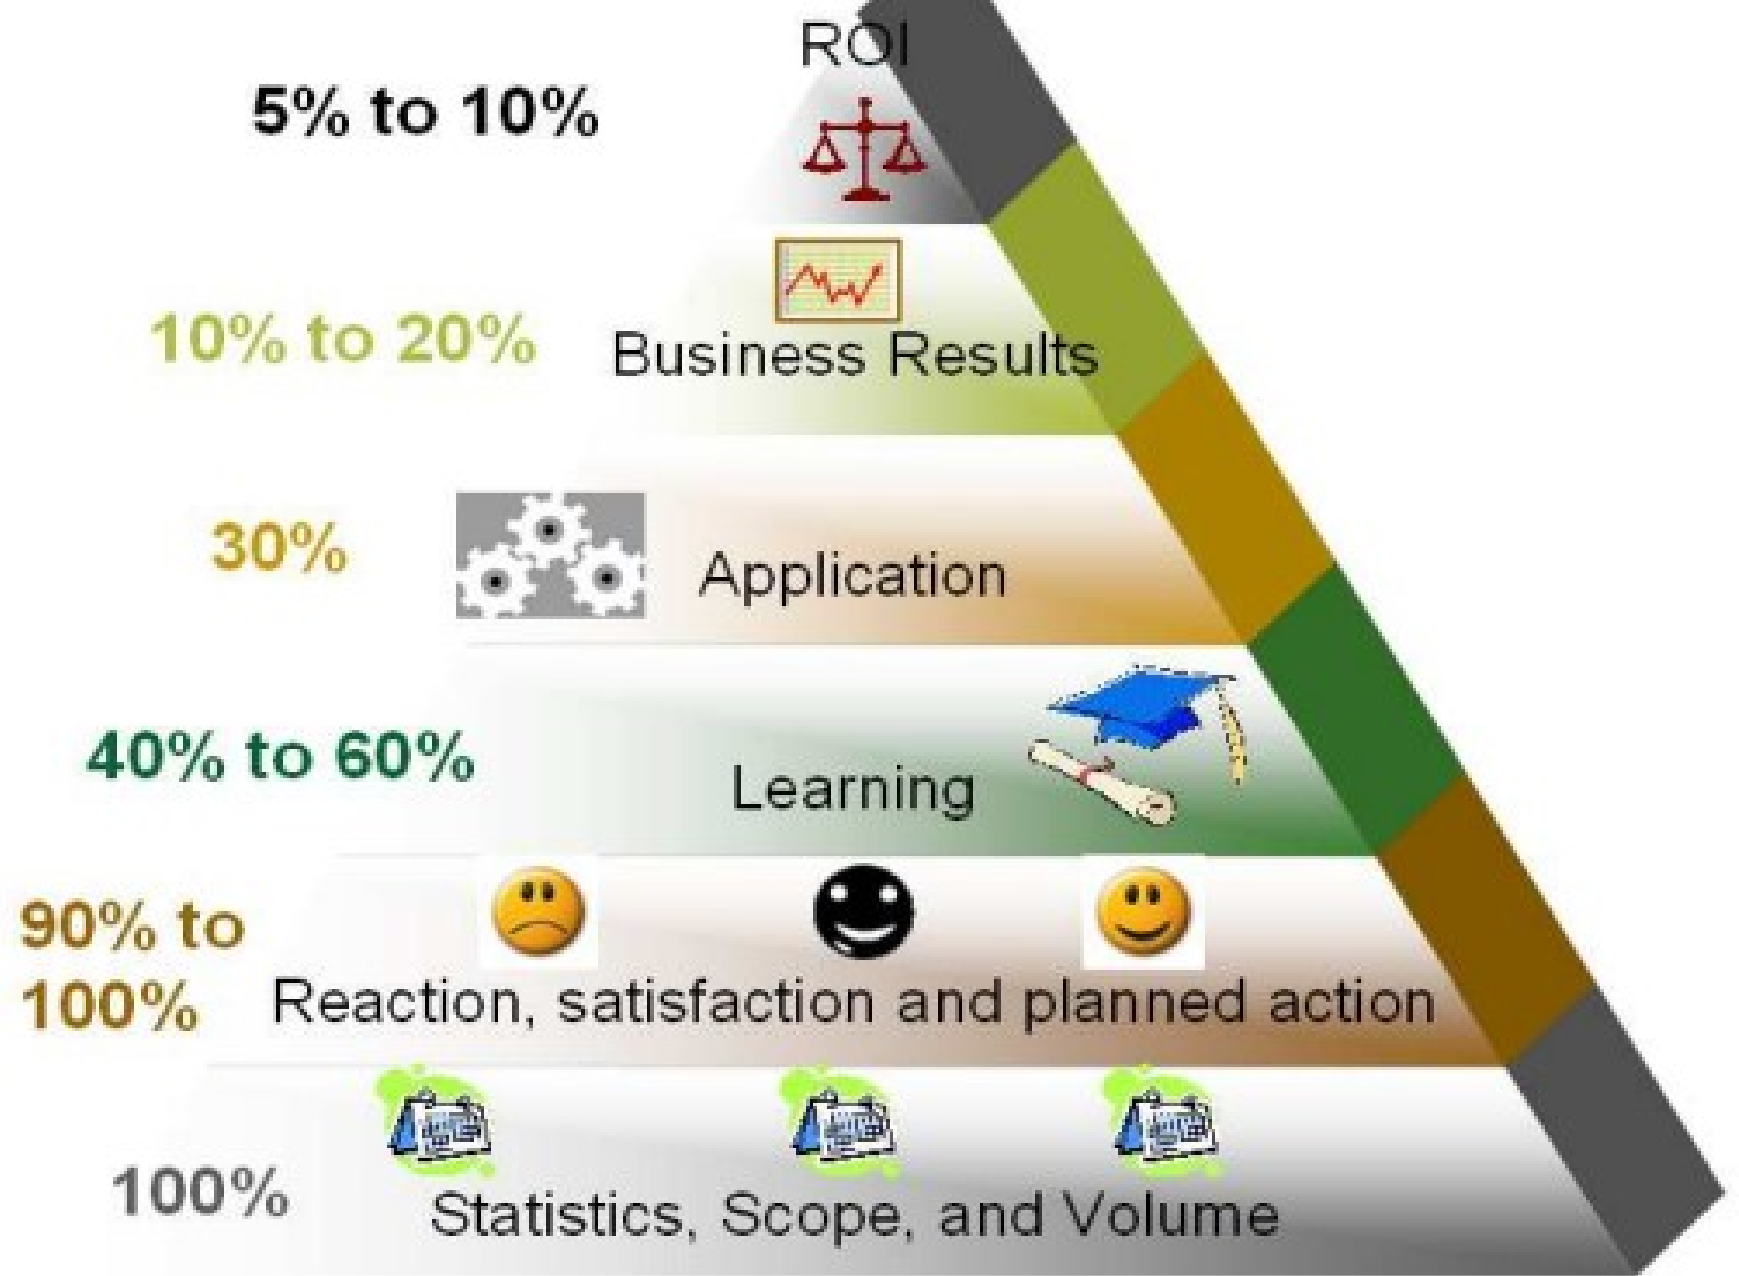 ROI
5% to 10%
10% to 20%
Business Results
30%
Application
40% to 60%
Learning
90% to
100%
Reaction, satisfaction and planned action
100%
Statistics, Scope, and Volume